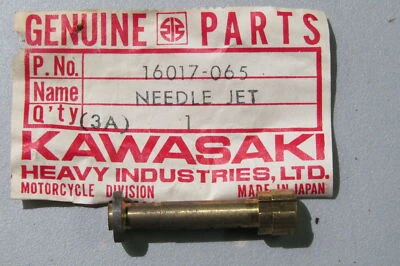 GENUINE PARTS
P.No. 16017-065
Name NEEDLE JET
Q'ty (3A) 1
KAWASAKI
HEAVY INDUSTRIES, LTD.
MOTORCYCLE DIVISION MADE IN JAPAN